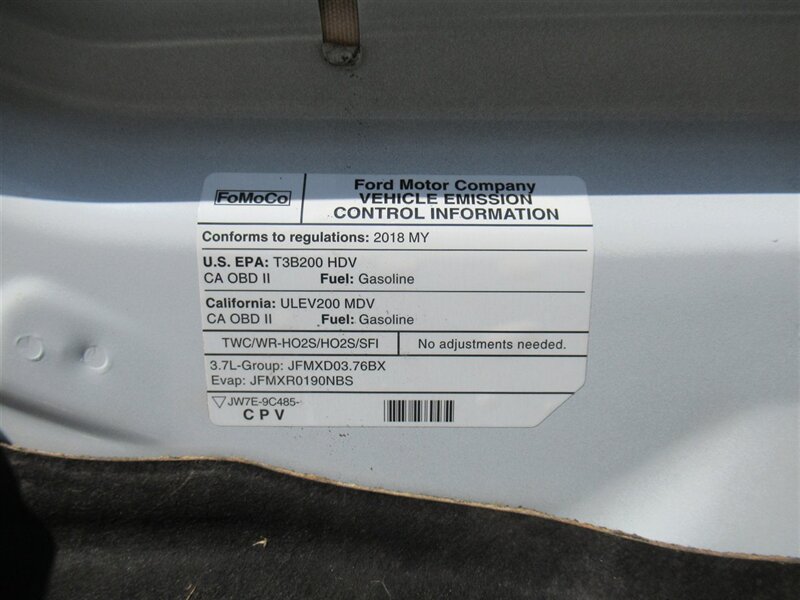 FoMoCo
Ford Motor Company
VEHICLE EMISSION
CONTROL INFORMATION
Conforms to regulations: 2018 MY
U.S. EPA: T3B200 HDV
CA OBD II Fuel: Gasoline
California: ULEV200 MDV
CA OBD II Fuel: Gasoline
TWC/WR-HO2S/HO2S/SFI No adjustments needed.
3.7L-Group: JFMXD03.76BX
Evap: JFMXR0190NBS
JW7E-9C485-
C P V